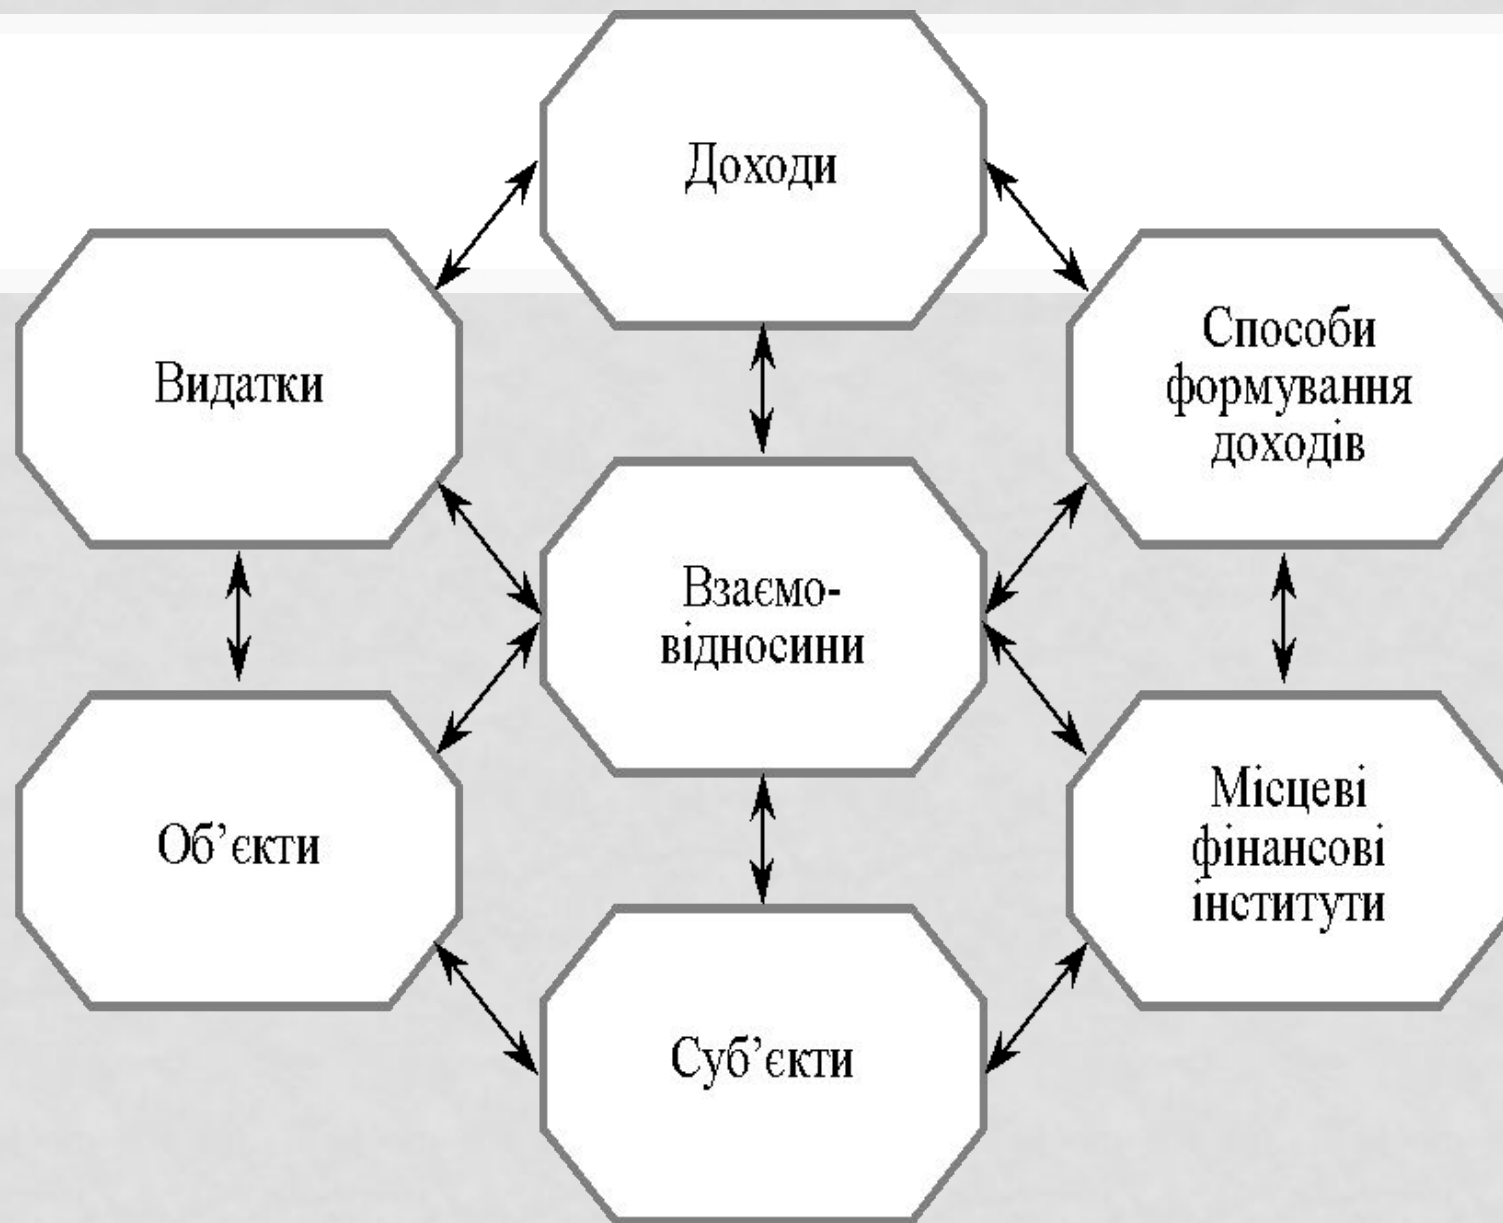 Доходи
Видатки
Способи
формування
доходів
Взаємо-
відносини
Об’єкти
Місцеві
фінансові
інститути
Суб’єкти